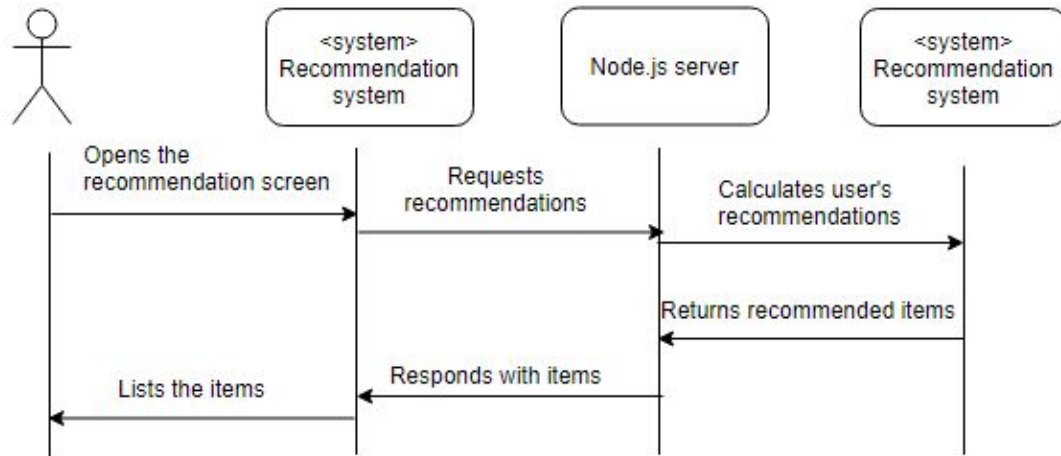 <system>
Recommendation
system
Node.js server
<system>
Recommendation
system
Opens the
recommendation screen
Requests
recommendations
Calculates user's
recommendations
Returns recommended items
Responds with items
Lists the items